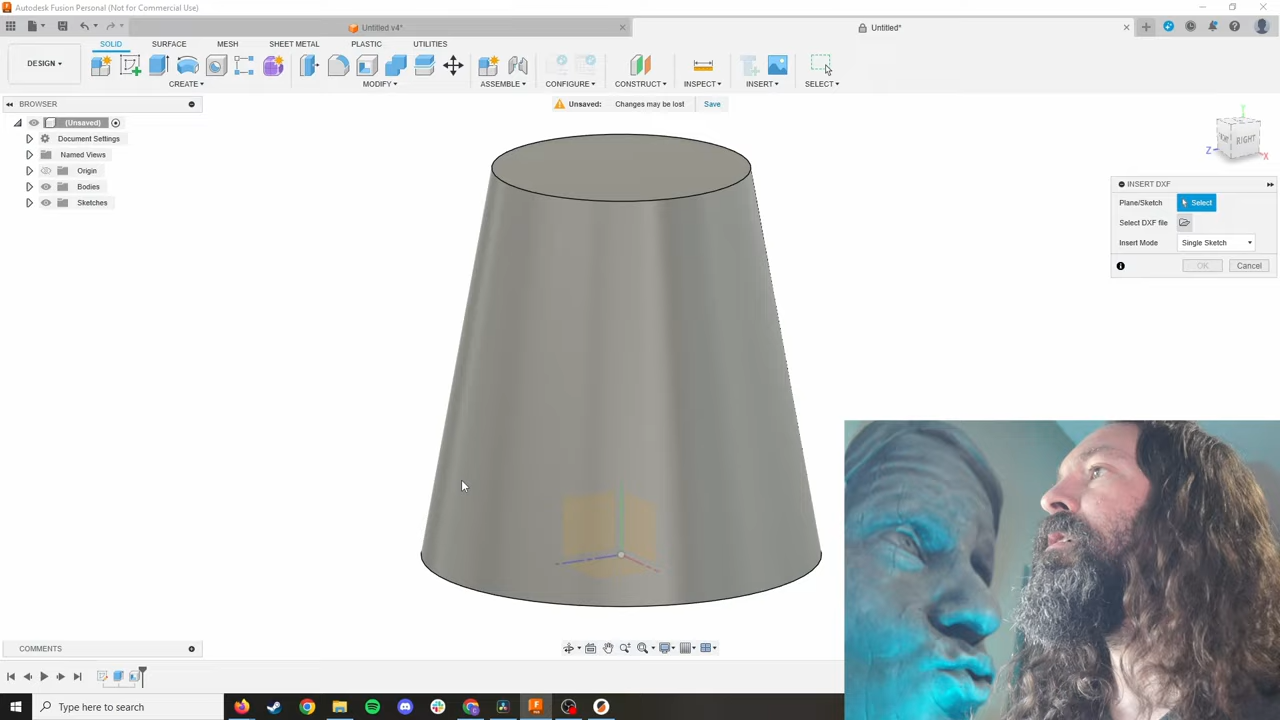 Autodesk Fusion Personal (Not for Commercial Use)
Untitled v4*
Untitled*
DESIGN
SOLID SURFACE MESH SHEET METAL PLASTIC UTILITIES
CREATE MODIFY ASSEMBLE CONFIGURE CONSTRUCT INSPECT INSERT SELECT
BROWSER
Unsaved: Changes may be lost Save
(Unsaved)
Document Settings
Named Views
Origin
Bodies
Sketches
RIGHT
Z
X
Y
INSERT DXF
Plane/Sketch Select
Select DXF file
Insert Mode Single Sketch
OK Cancel
COMMENTS
Type here to search